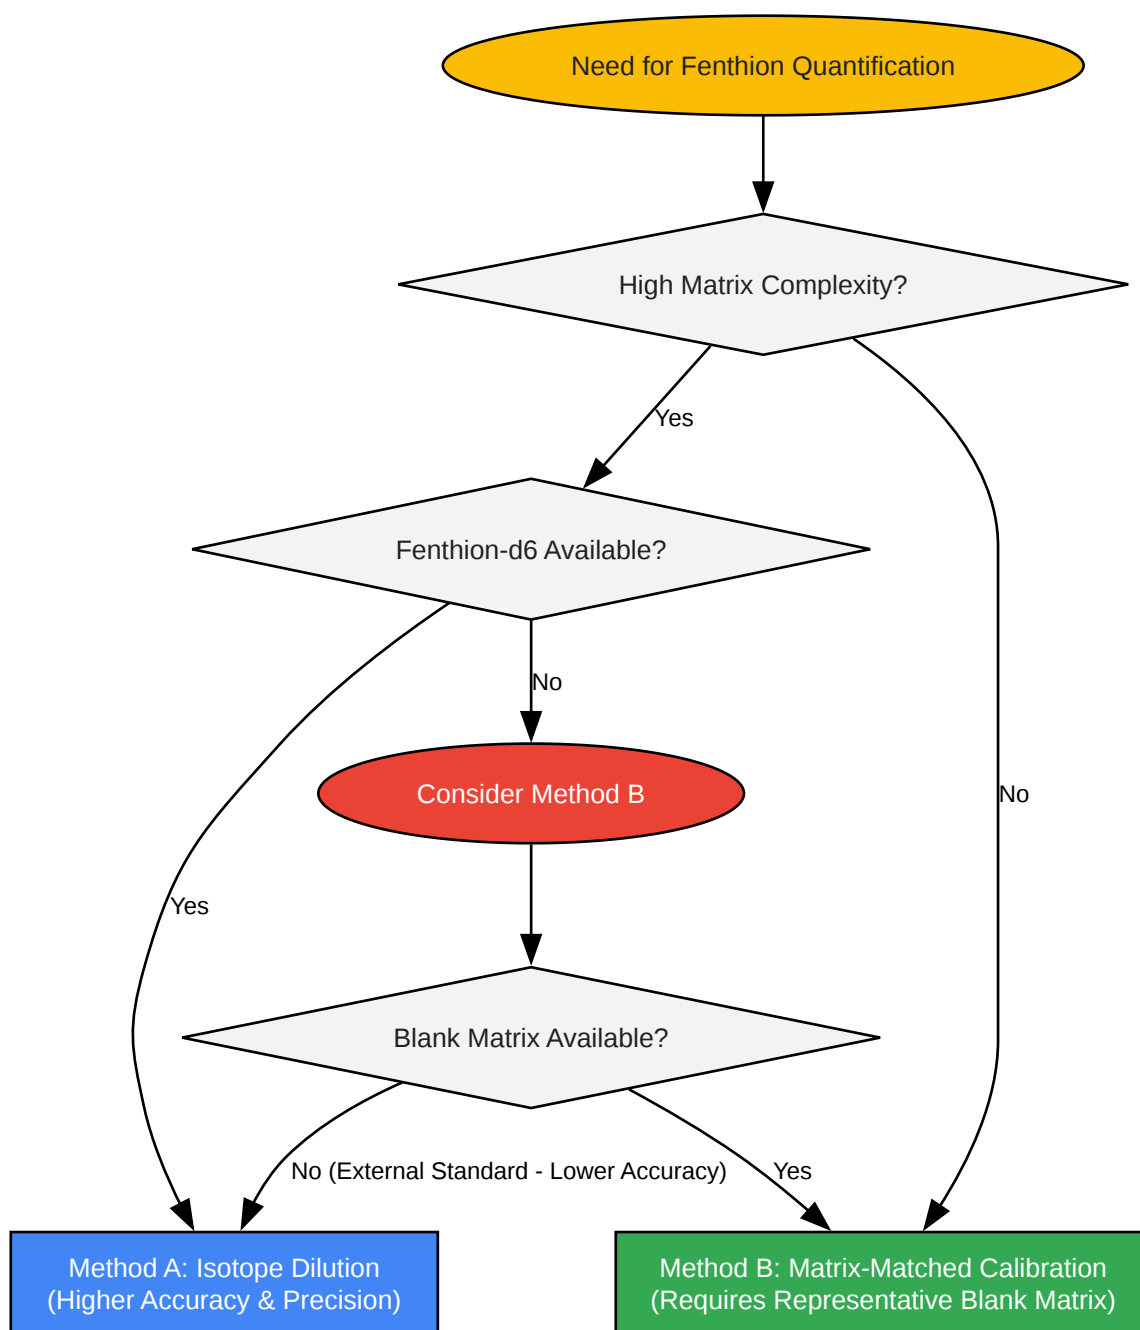 Need for Fenthion Quantification
High Matrix Complexity?
Yes
Fenthion-d6 Available?
No
Consider Method B
No
Yes
Blank Matrix Available?
No (External Standard - Lower Accuracy)
Yes
Method A: Isotope Dilution
(Higher Accuracy & Precision)
Method B: Matrix-Matched Calibration
(Requires Representative Blank Matrix)